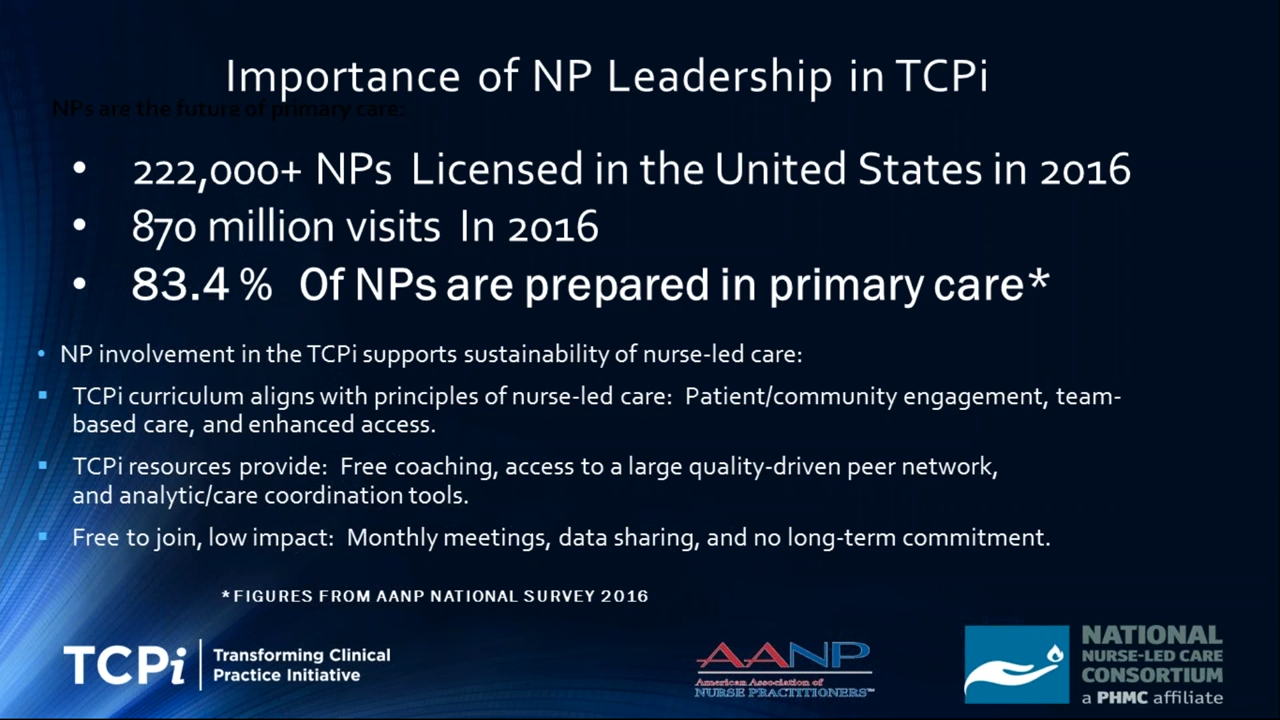 Importance of NP Leadership in TCPi
NPs are the future of primary care:
• 222,000+ NPs Licensed in the United States in 2016
• 870 million visits In 2016
• 83.4 % Of NPs are prepared in primary care*
• NP involvement in the TCPi supports sustainability of nurse-led care:
▪ TCPi curriculum aligns with principles of nurse-led care: Patient/community engagement, team-
based care, and enhanced access.
▪ TCPi resources provide: Free coaching, access to a large quality-driven peer network,
and analytic/care coordination tools.
▪ Free to join, low impact: Monthly meetings, data sharing, and no long-term commitment.
*FIGURES FROM AANP NATIONAL SURVEY 2016
TCPi
Transforming Clinical
Practice Initiative
AANP
American Association of
NURSE PRACTITIONERS™
NATIONAL
NURSE-LED CARE
CONSORTIUM
a PHMC affiliate